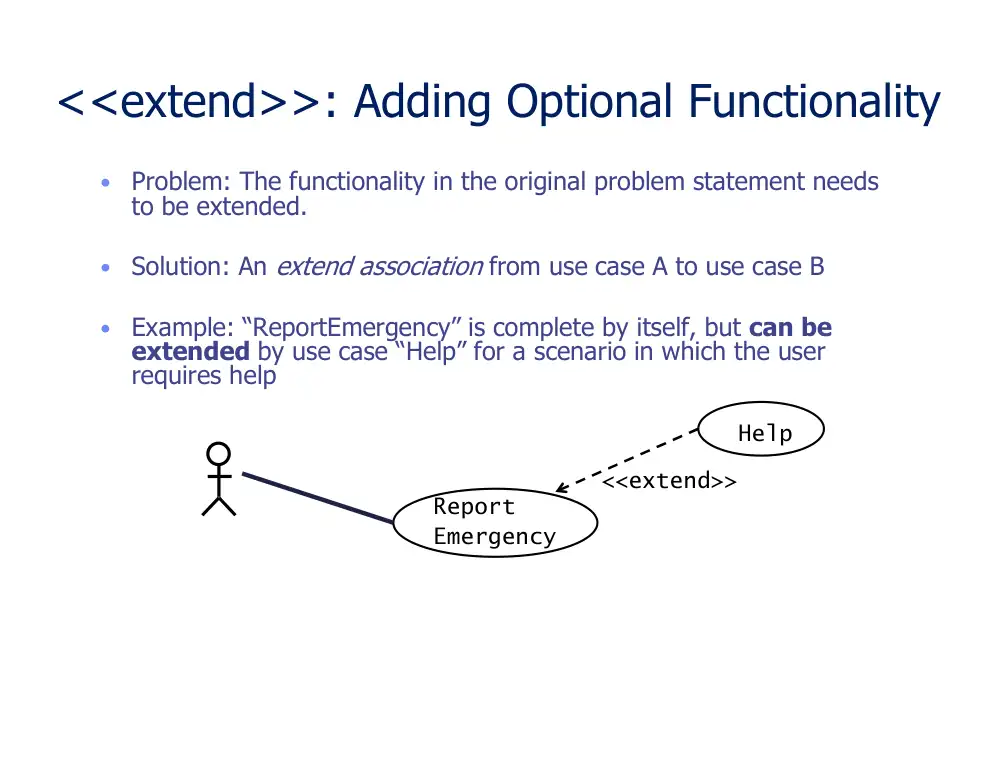 <<extend>>: Adding Optional Functionality
• Problem: The functionality in the original problem statement needs
to be extended.
• Solution: An extend association from use case A to use case B
• Example: “ReportEmergency” is complete by itself, but can be
extended by use case “Help” for a scenario in which the user
requires help
Help
<<extend>>
Report
Emergency